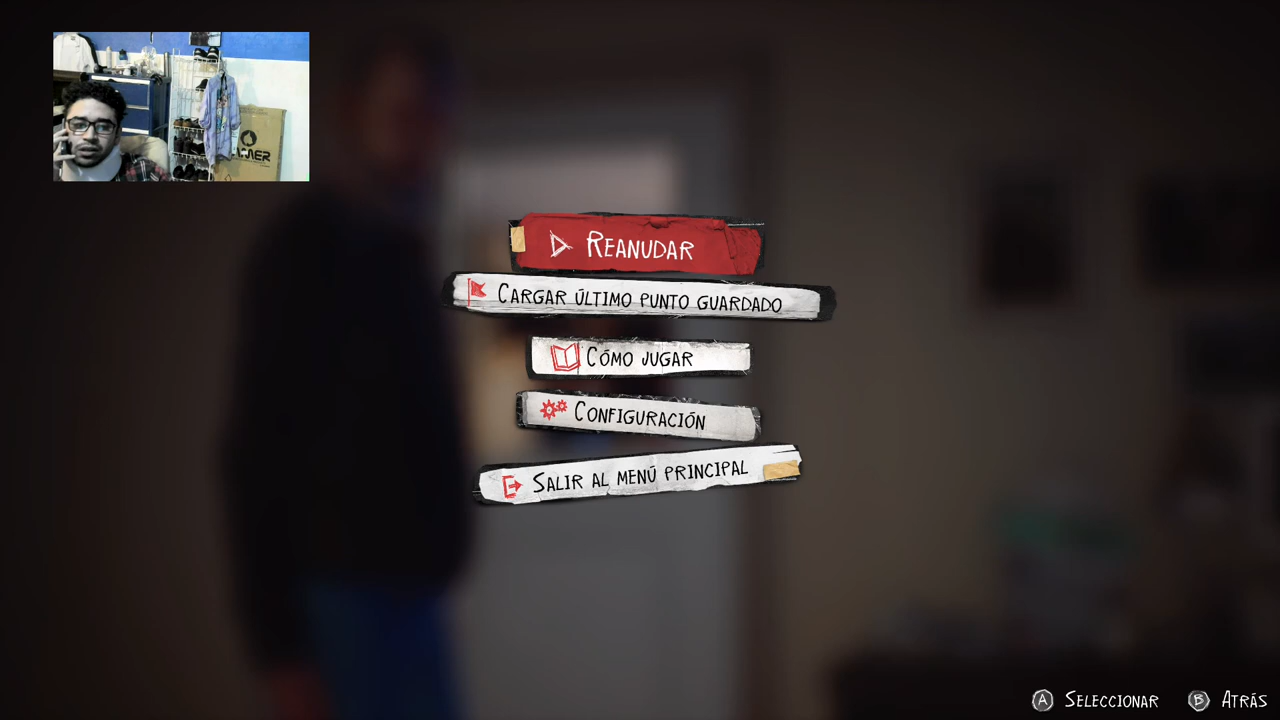 Reanudar
Cargar último punto guardado
Cómo jugar
Configuración
Salir al menú principal
A Seleccionar
B Atrás